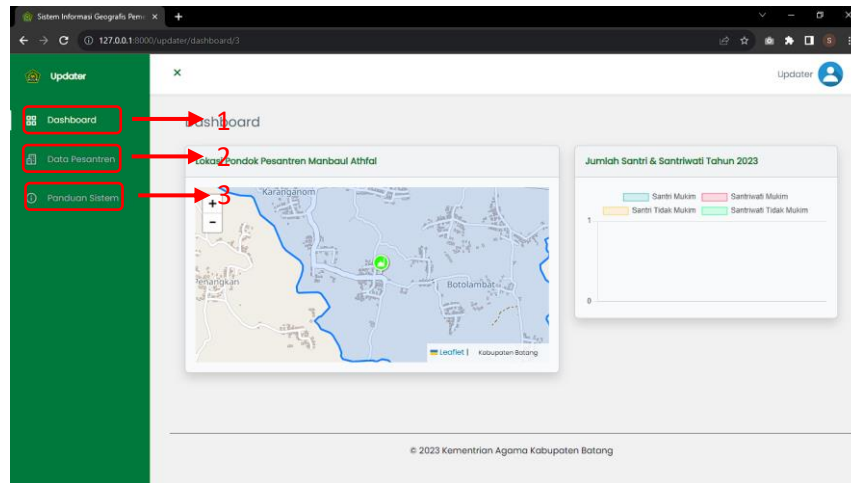 Sistem Informasi Geografis Pem
127.0.0.1:8000/updater/dashboard/3
S
Updater
×
Updater
Dashboard
1
Dashboard
Data Pesantren
2
Lokasi Pondok Pesantren Manbaul Athfal
Jumlah Santri & Santriwati Tahun 2023
Panduan Sistem
3
Karanganom
+
−
Santri Mukim
Santriwati Mukim
Santri Tidak Mukim
Santriwati Tidak Mukim
1
Penangkan
Botolambat
0
Leaflet | Kabupaten Batang
© 2023 Kementrian Agama Kabupaten Batang